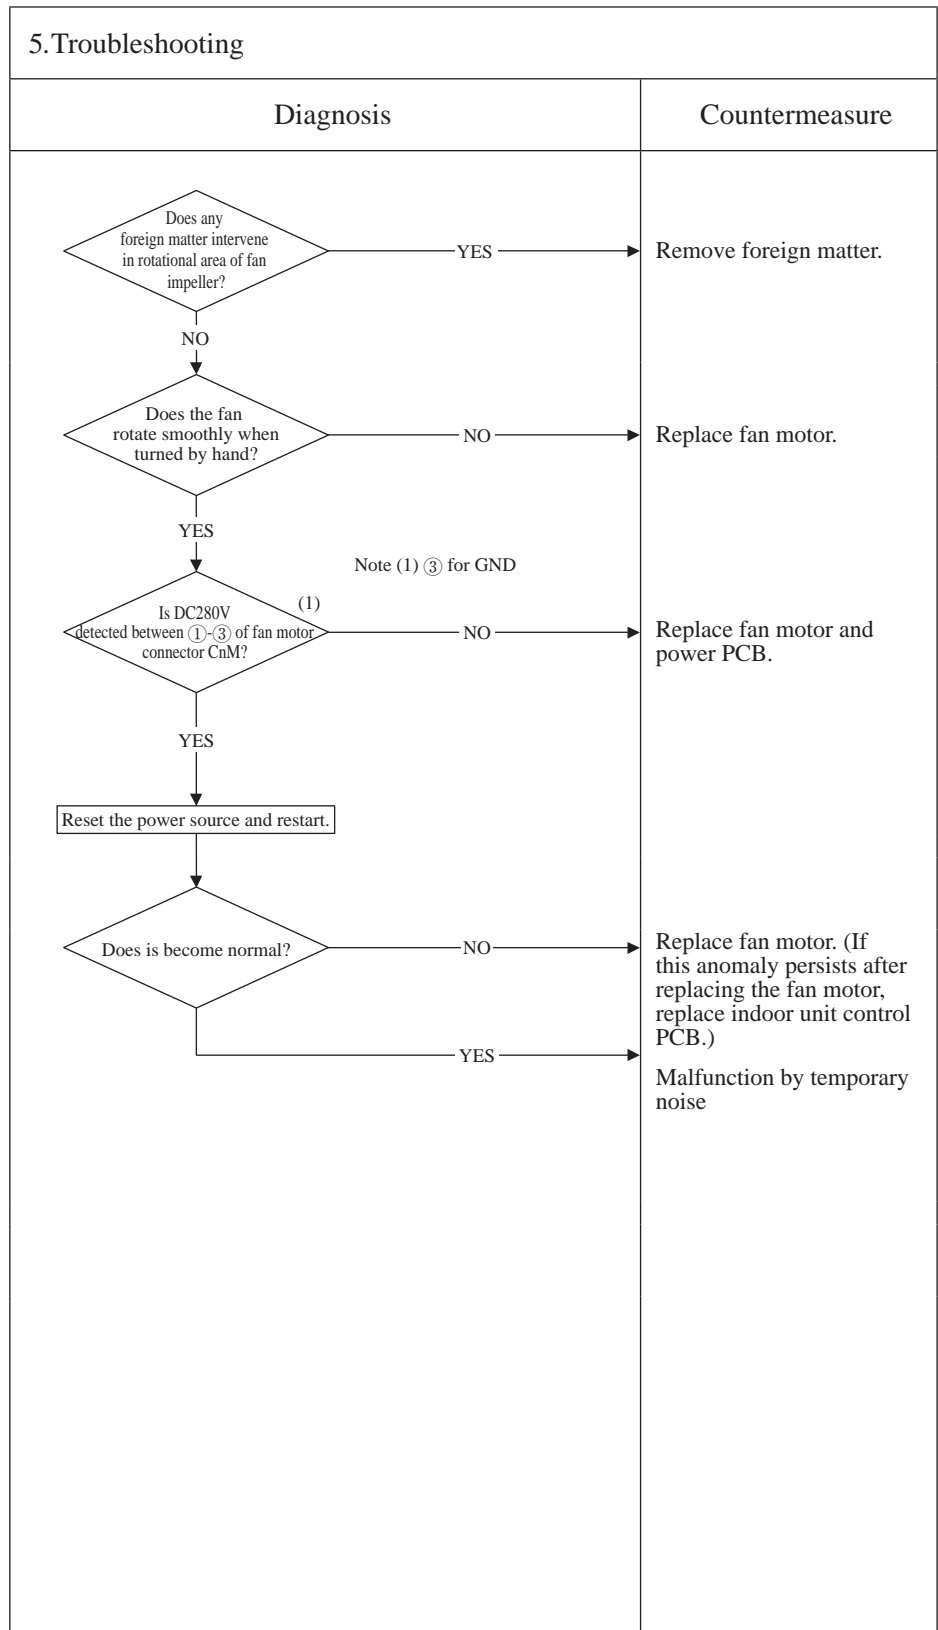 5.Troubleshooting
Diagnosis
Countermeasure
Does any
foreign matter intervene
in rotational area of fan
impeller?
YES
Remove foreign matter.
NO
Does the fan
rotate smoothly when
turned by hand?
NO
Replace fan motor.
YES
Note (1) ③ for GND
(1)
Is DC280V
detected between ①-③ of fan motor
connector CnM?
NO
Replace fan motor and
power PCB.
YES
Reset the power source and restart.
Does is become normal?
NO
Replace fan motor. (If
this anomaly persists after
replacing the fan motor,
replace indoor unit control
PCB.)
YES
Malfunction by temporary
noise